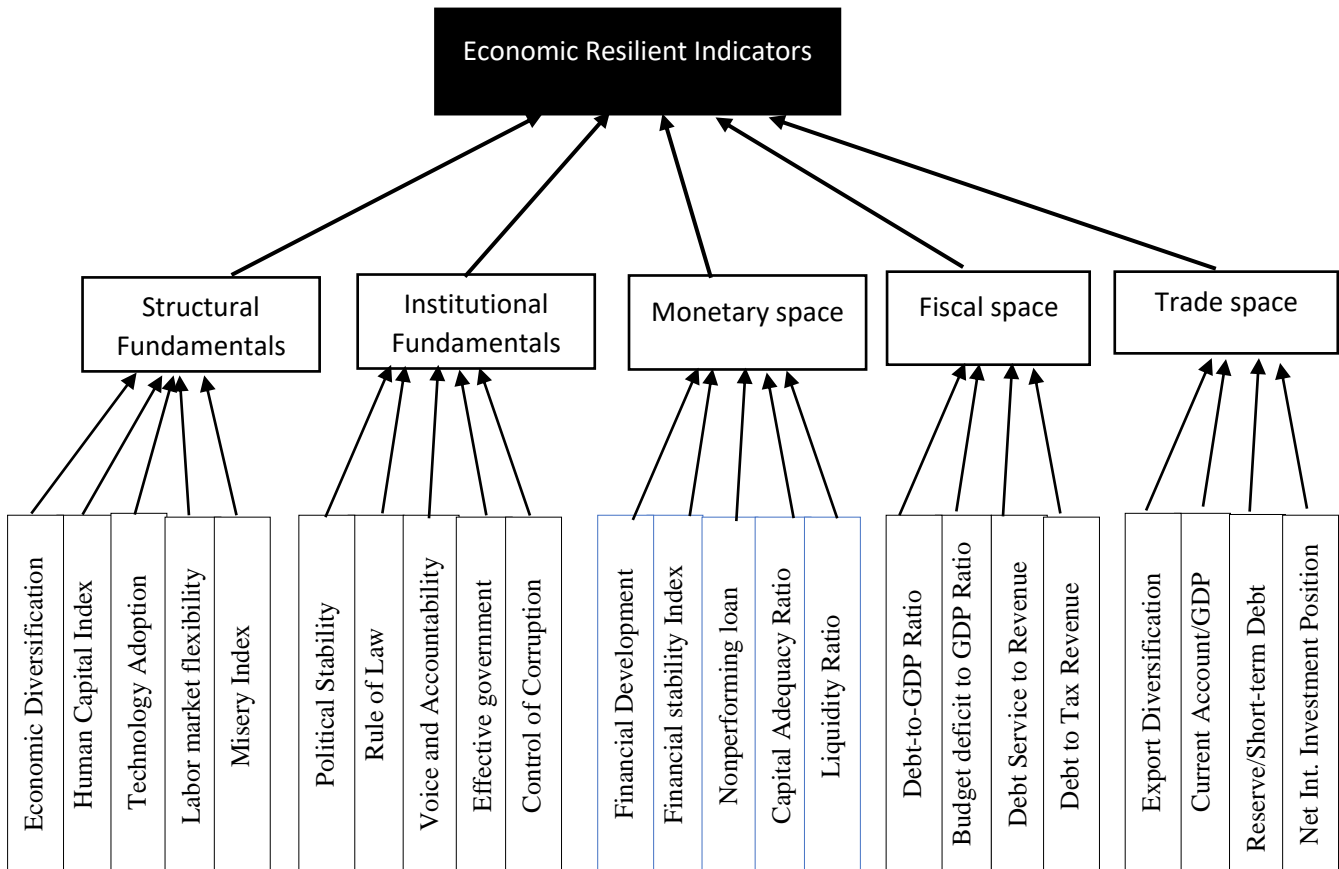 Economic Resilient Indicators
Structural
Fundamentals
Institutional
Fundamentals
Monetary space
Fiscal space
Trade space
Economic Diversification
Human Capital Index
Technology Adoption
Labor market flexibility
Misery Index
Political Stability
Rule of Law
Voice and Accountability
Effective government
Control of Corruption
Financial Development
Financial stability Index
Nonperforming loan
Capital Adequacy Ratio
Liquidity Ratio
Debt-to-GDP Ratio
Budget deficit to GDP Ratio
Debt Service to Revenue
Debt to Tax Revenue
Export Diversification
Current Account/GDP
Reserve/Short-term Debt
Net Int. Investment Position